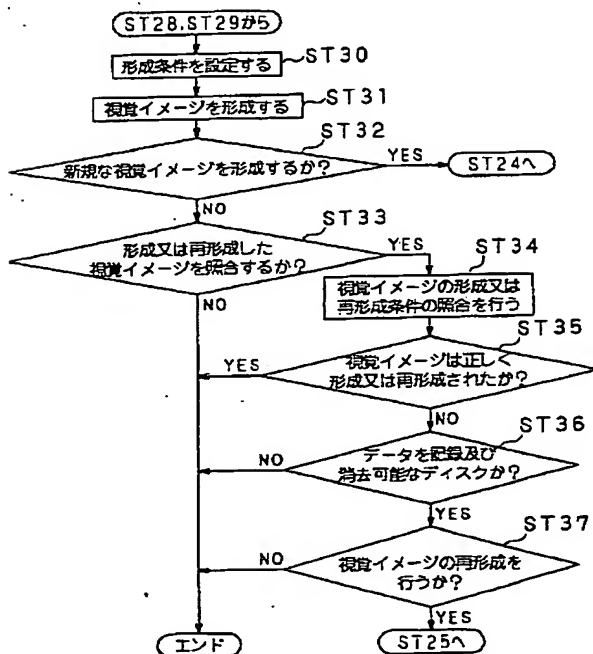 ST28,ST29から
形成条件を設定する
ST30
視覚イメージを形成する
ST31
ST32
新規な視覚イメージを形成するか?
YES
ST24へ
NO
ST33
形成又は再形成した
視覚イメージを照合するか?
YES
NO
ST34
視覚イメージの形成又は
再形成条件の照合を行う
ST35
視覚イメージは正しく
形成又は再形成されたか?
YES
NO
ST36
データを記録及び
消去可能なディスクか?
NO
YES
ST37
視覚イメージの再形成を
行うか?
NO
YES
エンド
ST25へ